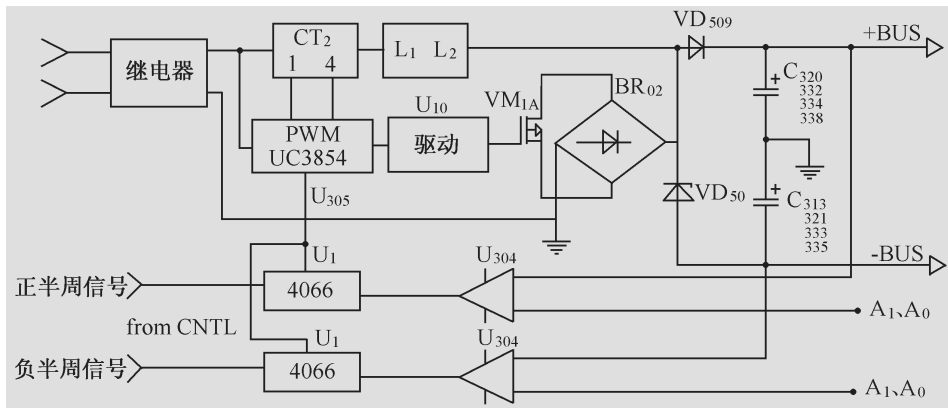 VD509
+BUS
CT2
1 4
L1 L2
继电器
C320
332
334
338
BR02
VM1A
U10
PWM
UC3854
驱动
U305
VD50
C313
321
333
335
-BUS
U1
U304
正半周信号
4066
A1、A0
from CNTL
U1
U304
负半周信号
4066
A1、A0